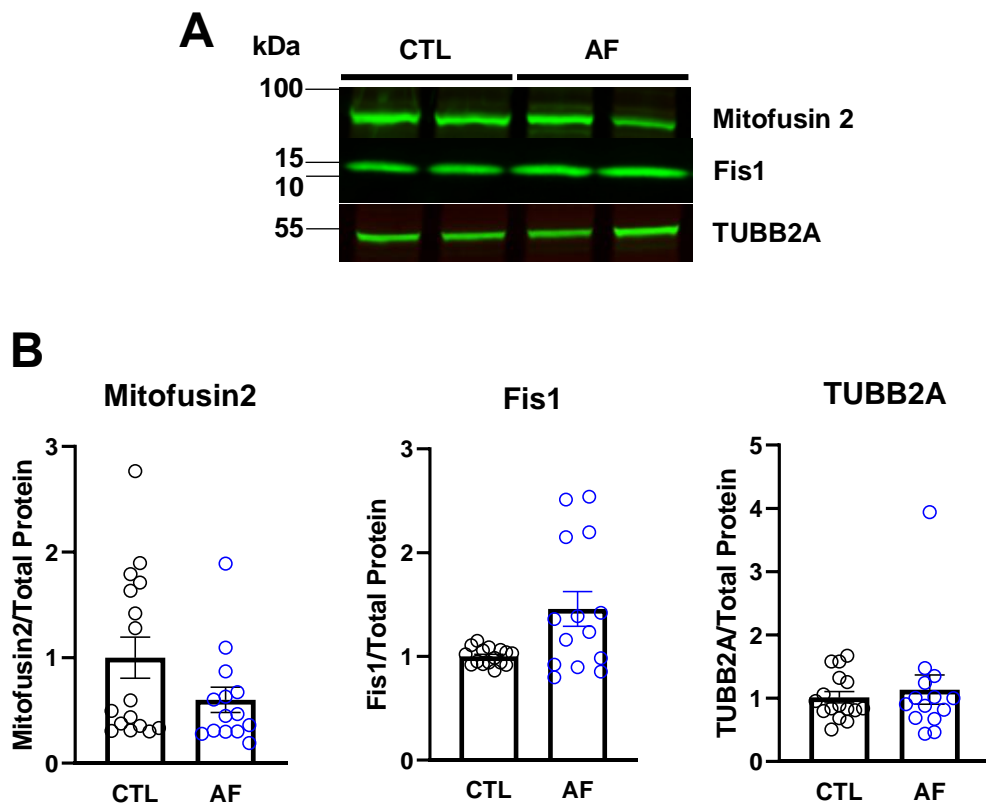 A
kDa
CTL
AF
100
Mitofusin 2
15
Fis1
10
55
TUBB2A
B
Mitofusin2
Mitofusin2/Total Protein
3
2
1
0
CTL
AF
Fis1
Fis1/Total Protein
3
2
1
0
CTL
AF
TUBB2A
TUBB2A/Total Protein
5
4
3
2
1
0
CTL
AF